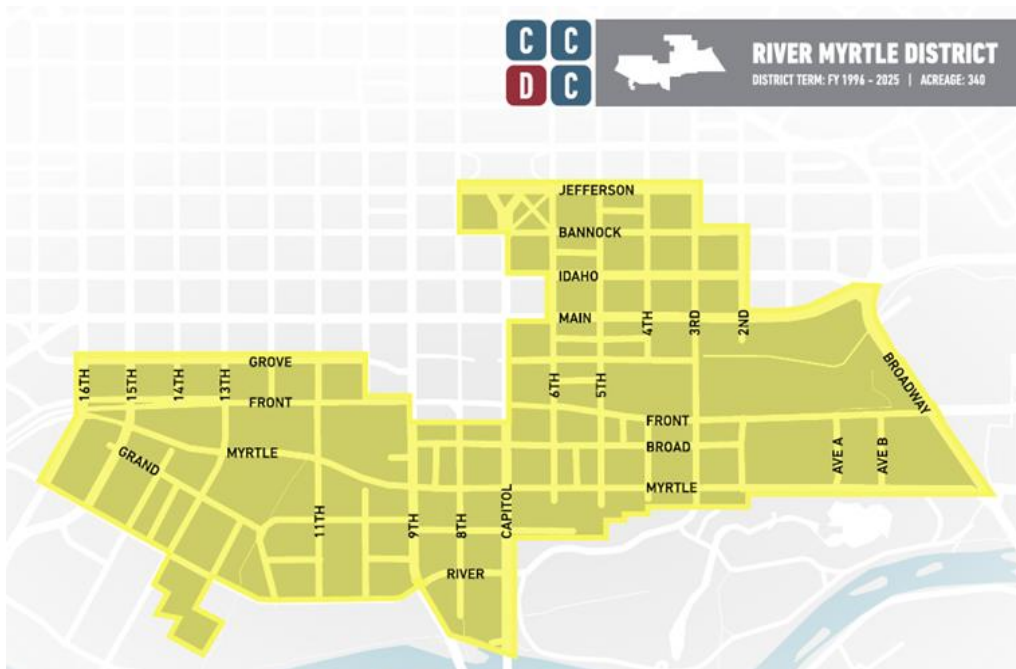 C C
D C
RIVER MYRTLE DISTRICT
DISTRICT TERM: FY 1996 - 2025 | ACREAGE: 340
JEFFERSON
BANNOCK
IDAHO
MAIN
4TH
3RD
2ND
GROVE
16TH
15TH
14TH
13TH
6TH
5TH
BROADWAY
FRONT
FRONT
BROAD
MYRTLE
GRAND
AVE A
AVE B
MYRTLE
11TH
9TH
8TH
CAPITOL
RIVER